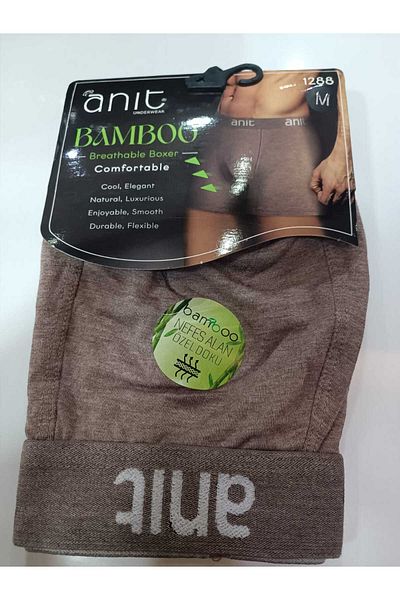 anit
UNDERWEAR
1288
M
BAMBOO
Breathable Boxer
Comfortable
Cool, Elegant
Natural, Luxurious
Enjoyable, Smooth
Durable, Flexible
anit
anit
bamboo
NEFES ALAN
ÖZEL DOKU
anit